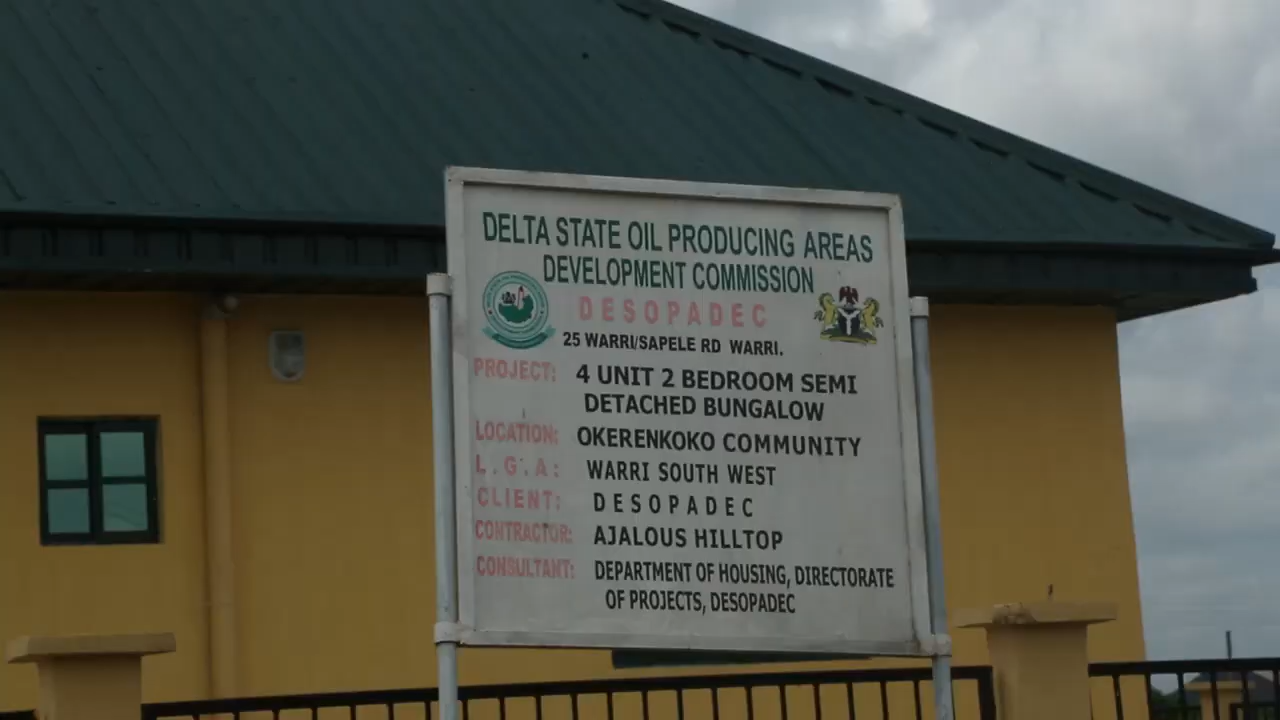 DELTA STATE OIL PRODUCING AREAS
DEVELOPMENT COMMISSION
DESOPADEC
25 WARRI/SAPELE RD WARRI.
PROJECT: 4 UNIT 2 BEDROOM SEMI
DETACHED BUNGALOW
LOCATION: OKERENKOKO COMMUNITY
L.G.A: WARRI SOUTH WEST
CLIENT: DESOPADEC
CONTRACTOR: AJALOUS HILLTOP
CONSULTANT: DEPARTMENT OF HOUSING, DIRECTORATE
OF PROJECTS, DESOPADEC